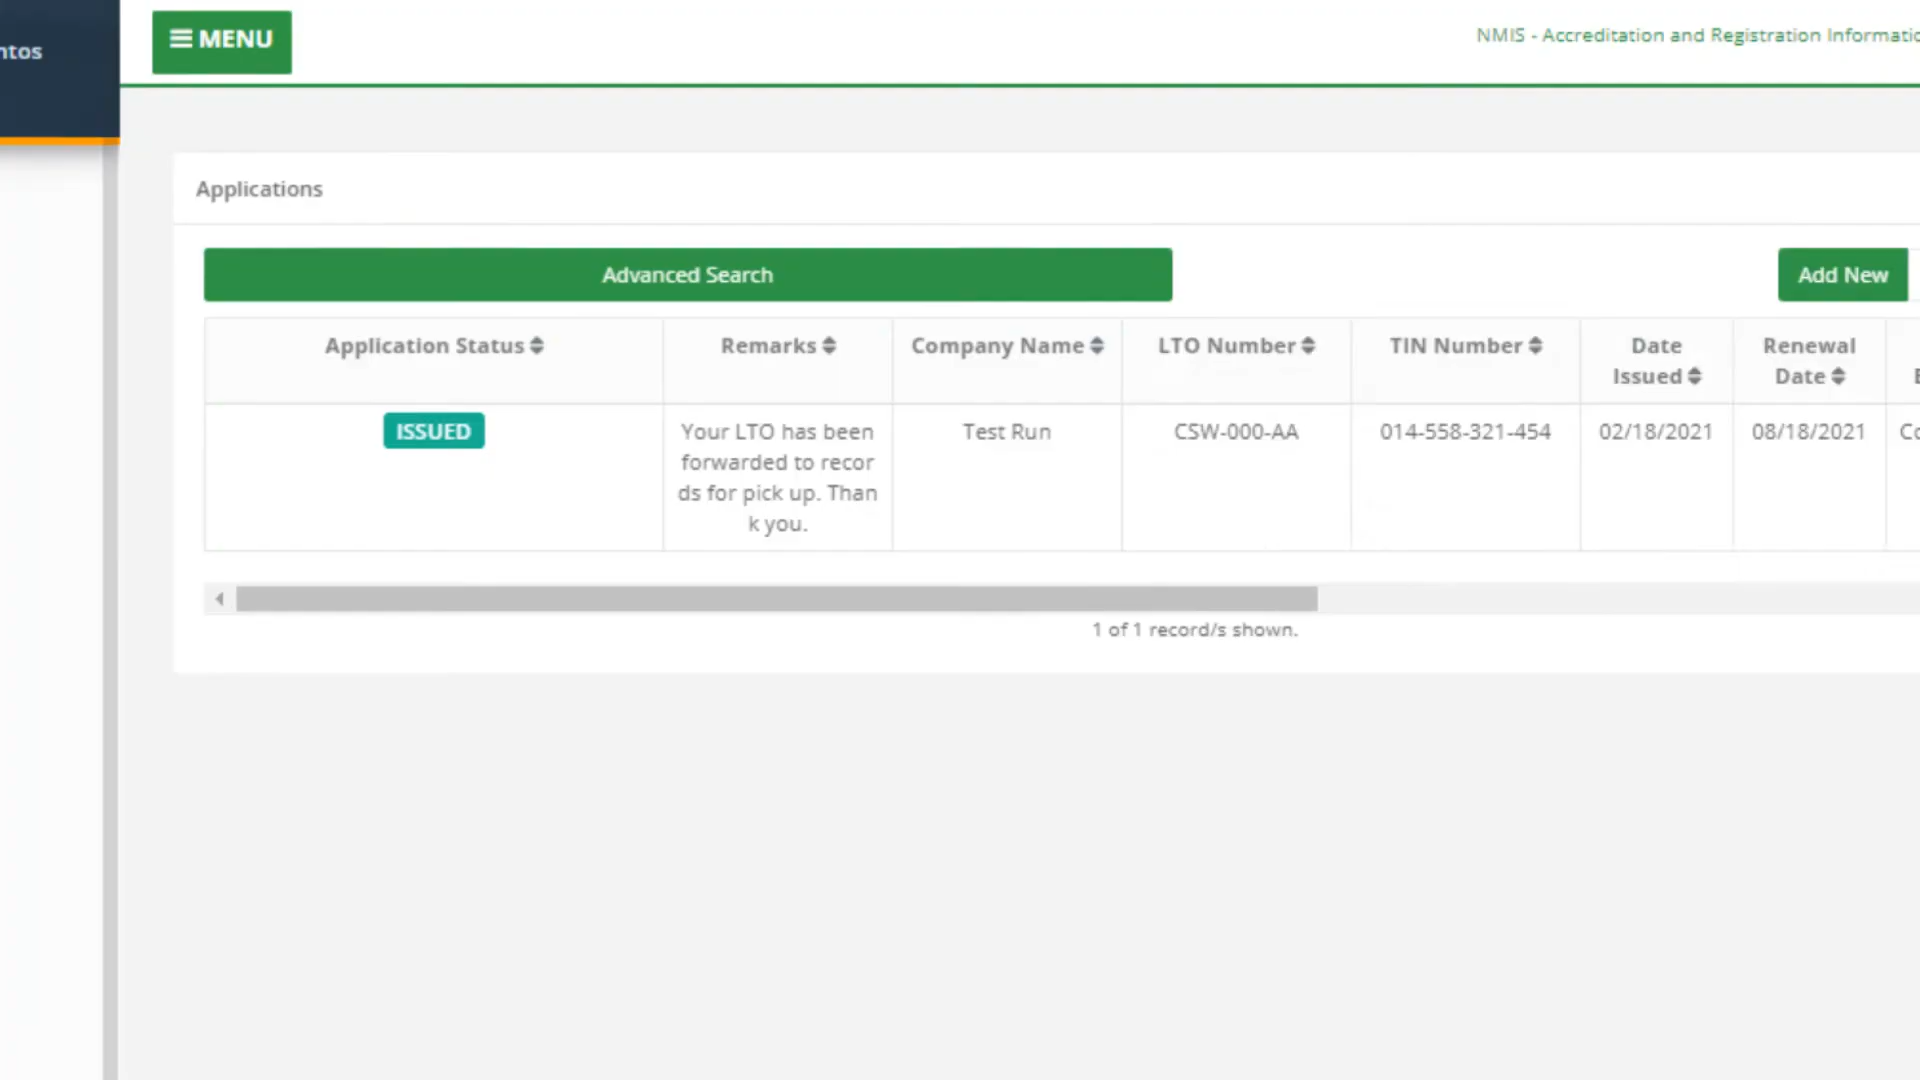 MENU
NMIS - Accreditation and Registration
Applications
Advanced Search
Add New
Application Status
Remarks
Company Name
LTO Number
TIN Number
Date
Issued
Renewal
Date
ISSUED
Your LTO has been
forwarded to recor
ds for pick up. Than
k you.
Test Run
CSW-000-AA
014-558-321-454
02/18/2021
08/18/2021
1 of 1 record/s shown.